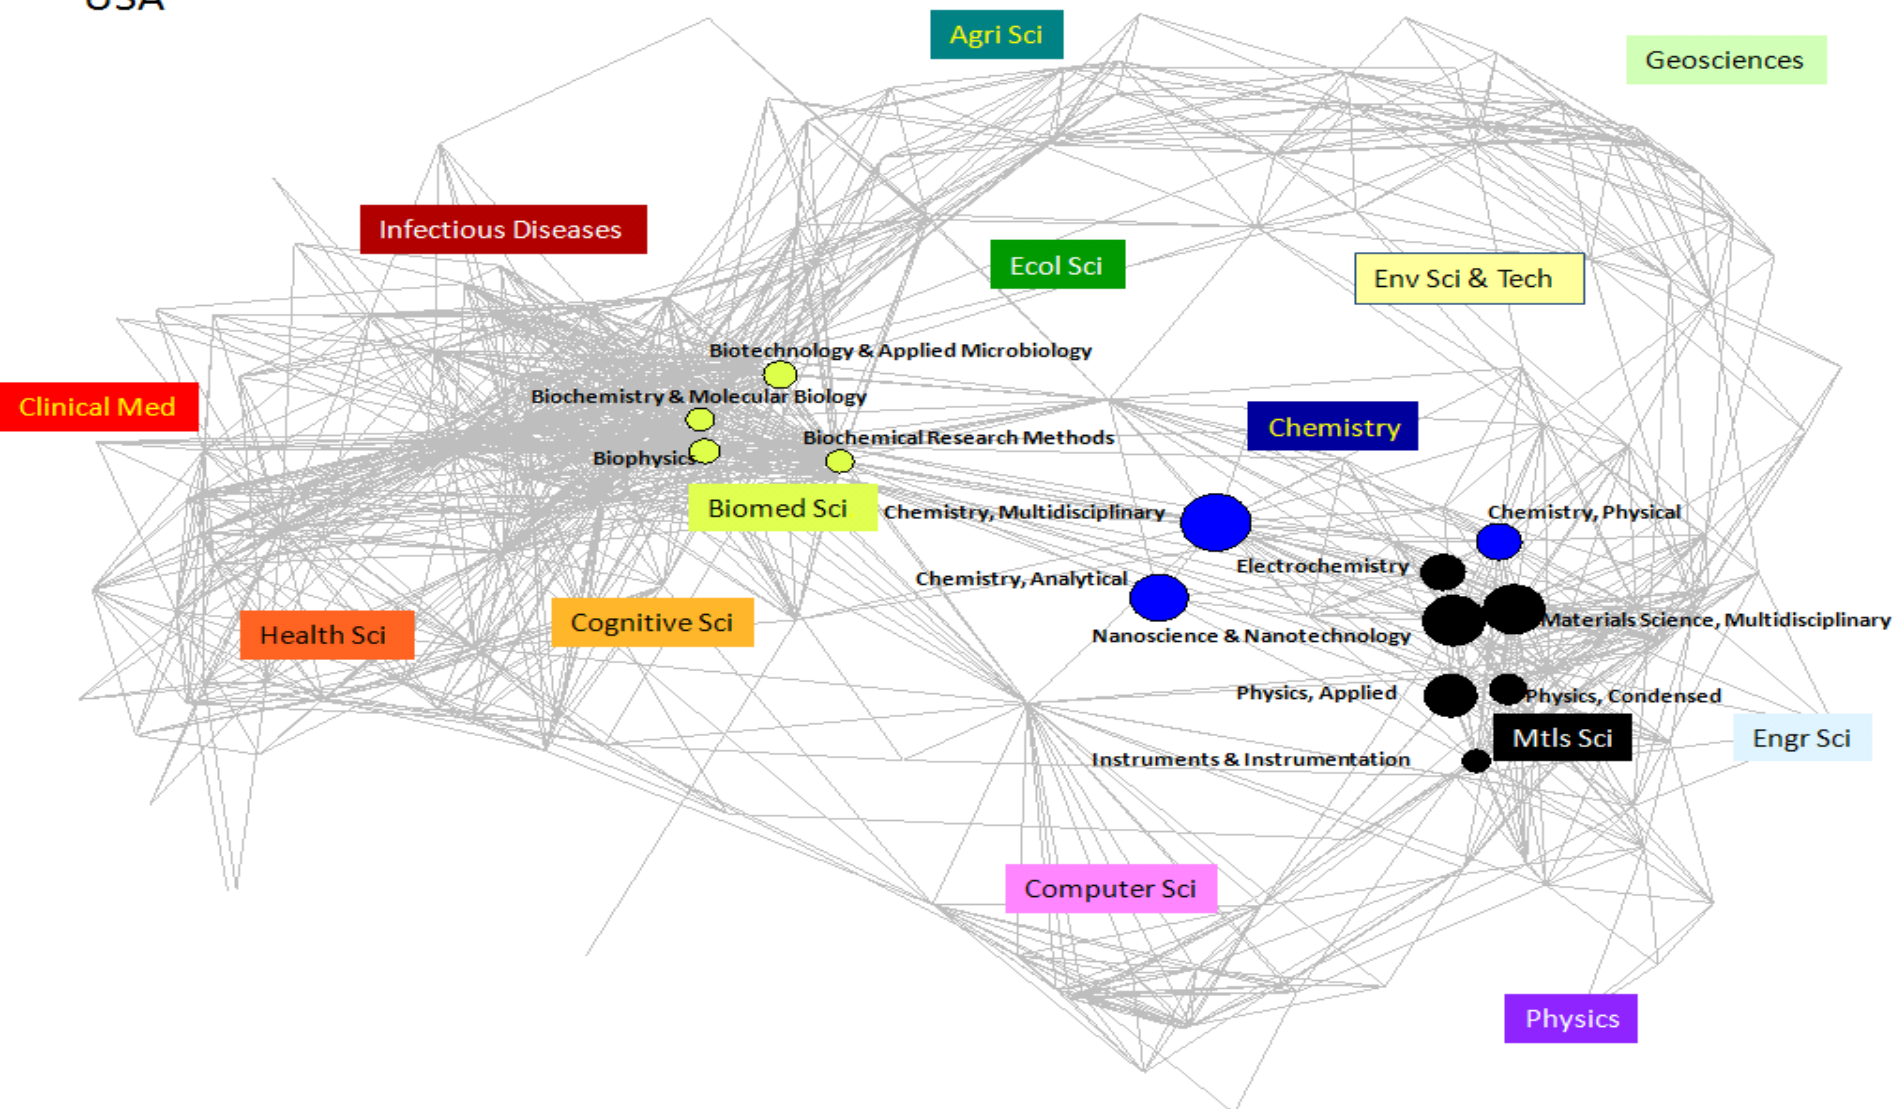 USA
Agri Sci
Geosciences
Infectious Diseases
Ecol Sci
Env Sci & Tech
Biotechnology & Applied Microbiology
Biochemistry & Molecular Biology
Clinical Med
Chemistry
Biochemical Research Methods
Biophysics
Biomed Sci
Chemistry, Multidisciplinary
Chemistry, Physical
Electrochemistry
Chemistry, Analytical
Materials Science, Multidisciplinary
Cognitive Sci
Health Sci
Nanoscience & Nanotechnology
Physics, Applied
Physics, Condensed
Mtls Sci
Engr Sci
Instruments & Instrumentation
Computer Sci
Physics